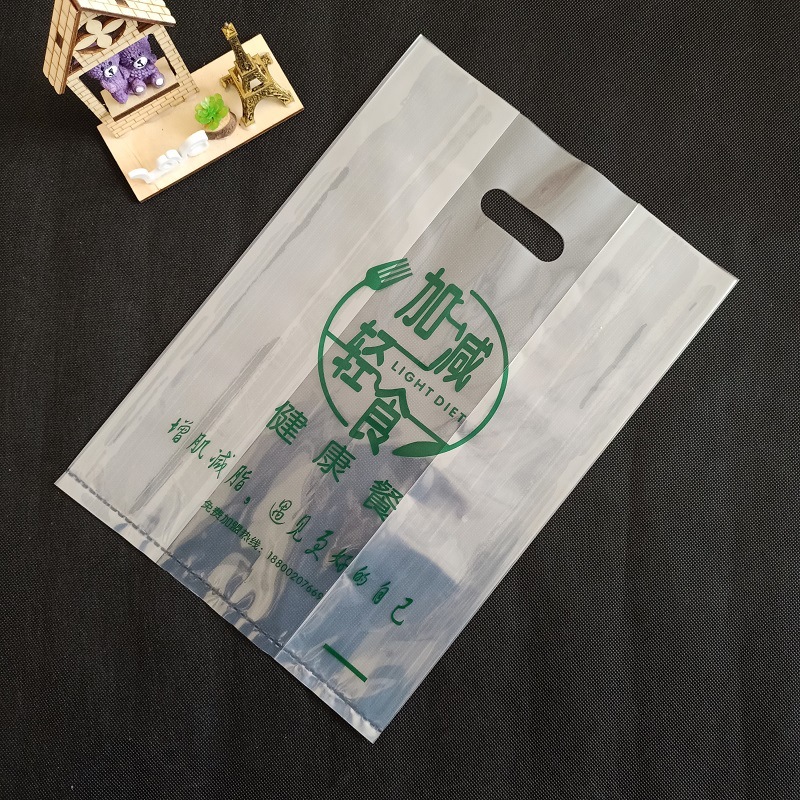 加减
轻食
LIGHT DIET
健康餐
增肌减脂，遇见更好的自己
免费加盟热线：18800207669